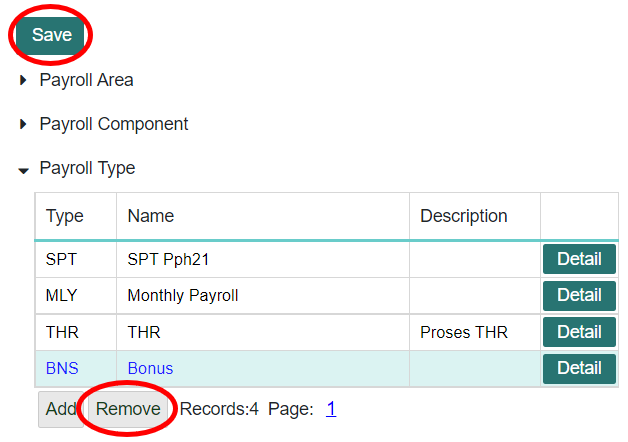 Save
Payroll Area
Payroll Component
Payroll Type
Type Name Description
SPT SPT Pph21 Detail
MLY Monthly Payroll Detail
THR THR Proses THR Detail
BNS Bonus Detail
Add Remove Records:4 Page: 1